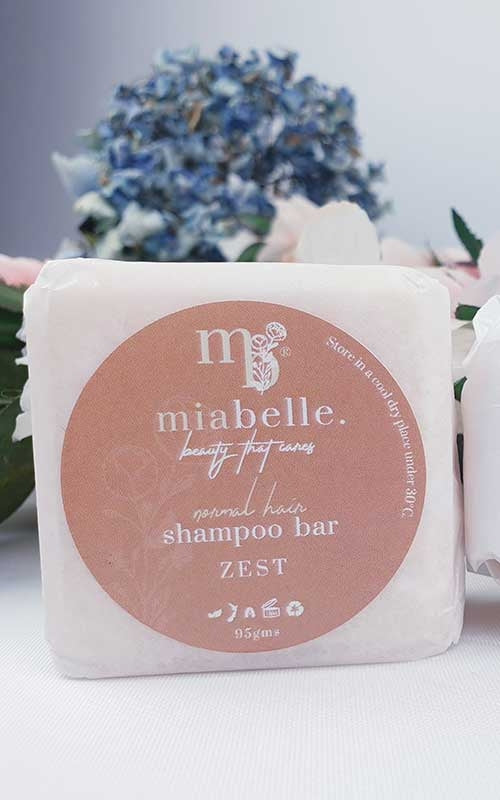 mb®
miabelle.
beauty that cares
normal hair
shampoo bar
ZEST
95gms
Store in a cool dry place under 30°C